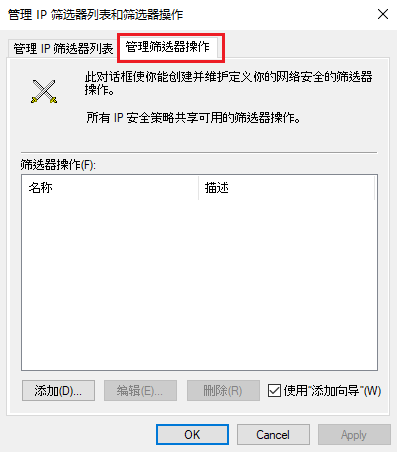 管理 IP 筛选器列表和筛选器操作
管理 IP 筛选器列表 管理筛选器操作
此对话框使你能创建并维护定义你的网络安全的筛选器
操作。
所有 IP 安全策略共享可用的筛选器操作。
筛选器操作(F):
名称 描述
添加(D)... 编辑(E)... 删除(R) 使用"添加向导"(W)
OK Cancel Apply